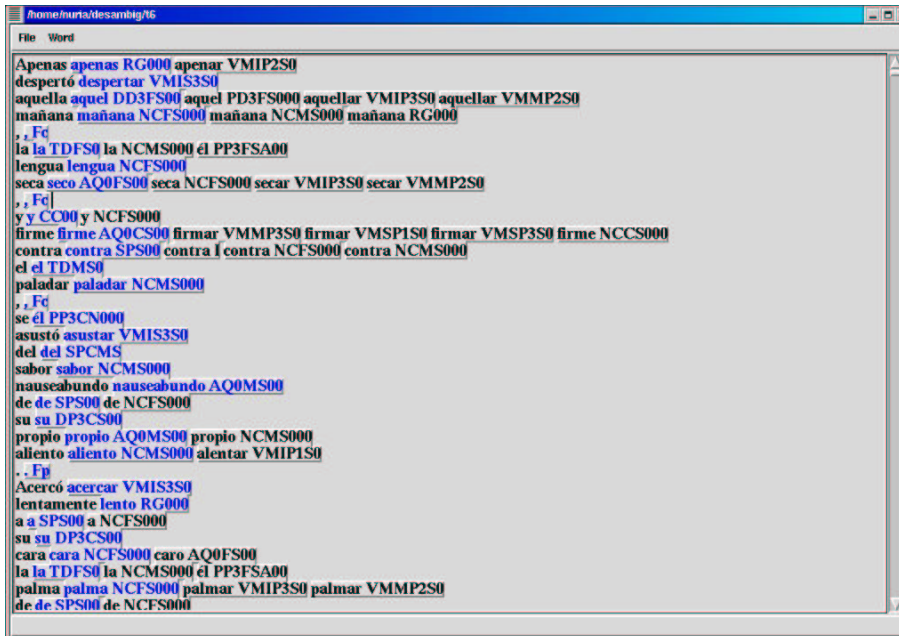 /home/nuria/desambig/t6
File Word
Apenas apenas RG000 apenar VMIP2S0
despertó despertar VMIS3S0
aquella aquel DD3FS00 aquel PD3FS000 aquellar VMIP3S0 aquellar VMMP2S0
mañana mañana NCFS000 mañana NCMS000 mañana RG000
, , Fc
la la TDFS0 la NCMS000 él PP3FSA00
lengua lengua NCFS000
seca seco AQ0FS00 seca NCFS000 secar VMIP3S0 secar VMMP2S0
, , Fc
y y CC00 y NCFS000
firme firme AQ0CS00 firmar VMMP3S0 firmar VMSP1S0 firmar VMSP3S0 firme NCCS000
contra contra SPS00 contra I contra NCFS000 contra NCMS000
el el TDMS0
paladar paladar NCMS000
, , Fc
se él PP3CN000
asustó asustar VMIS3S0
del del SPCMS
sabor sabor NCMS000
nauseabundo nauseabundo AQ0MS00
de de SPS00 de NCFS000
su su DP3CS00
propio propio AQ0MS00 propio NCMS000
aliento aliento NCMS000 alentar VMIP1S0
. . Fp
Acercó acercar VMIS3S0
lentamente lento RG000
a a SPS00 a NCFS000
su su DP3CS00
cara cara NCFS000 caro AQ0FS00
la la TDFS0 la NCMS000 él PP3FSA00
palma palma NCFS000 palmar VMIP3S0 palmar VMMP2S0
de de SPS00 de NCFS000